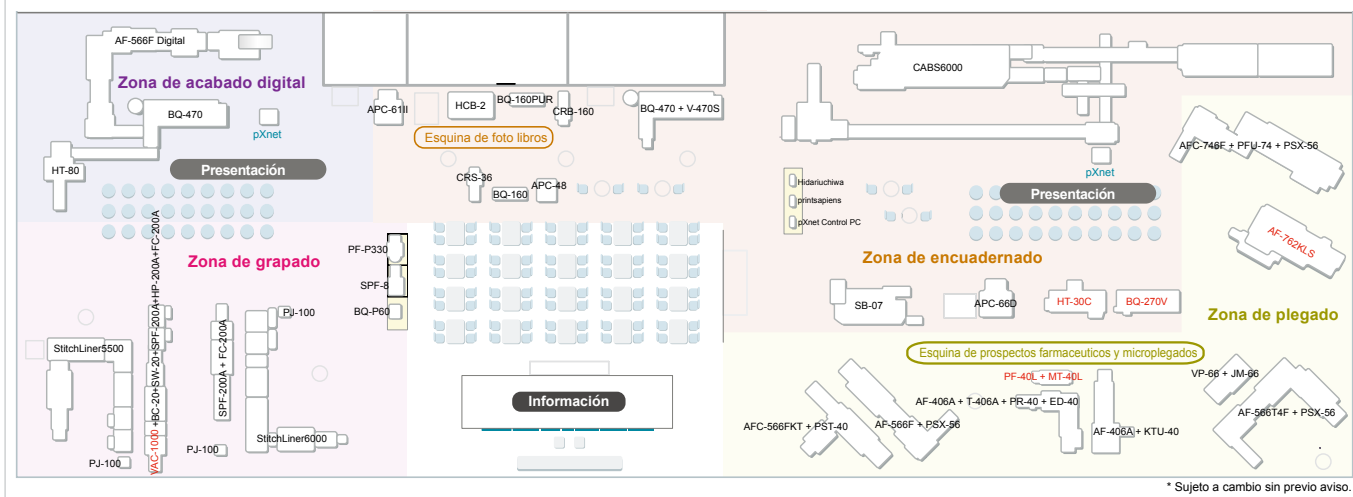 AF-566F Digital
Zona de acabado digital
BQ-470
pXnet
HT-80
Presentación
APC-61II
HCB-2
BQ-160PUR
CRB-160
BQ-470 + V-470S
Esquina de foto libros
CRS-36
BQ-160
APC-48
CABS6000
pXnet
Presentación
Hidariuchiwa
printsapiens
pXnet Control PC
AFC-746F + PFU-74 + PSX-56
AF-762KLS
Zona de grapado
PF-P330
SPF-8
BQ-P60
PJ-100
StitchLiner5500
VAC-1000 +BC-20+SW-20+SPF-200A+HP-200A+FC-200A
SPF-200A + FC-200A
StitchLiner6000
PJ-100
PJ-100
Información
Zona de encuadernado
SB-07
APC-66D
HT-30C
BQ-270V
Zona de plegado
Esquina de prospectos farmaceuticos y microplegados
PF-40L + MT-40L
AF-406A + T-406A + PR-40 + ED-40
AFC-566FKT + PST-40
AF-566F + PSX-56
AF-406A + KTU-40
VP-66 + JM-66
AF-566T4F + PSX-56
* Sujeto a cambio sin previo aviso.